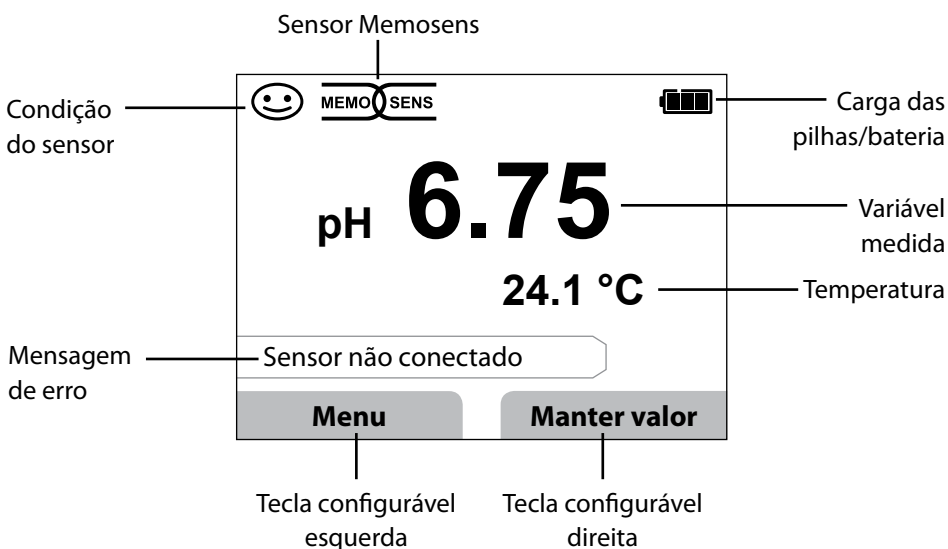 Sensor Memosens
Condição
do sensor
MEMO SENS
Carga das
pilhas/bateria
pH 6.75
Variável
medida
24.1 °C
Temperatura
Mensagem
de erro
Sensor não conectado
Menu
Manter valor
Tecla configurável
esquerda
Tecla configurável
direita